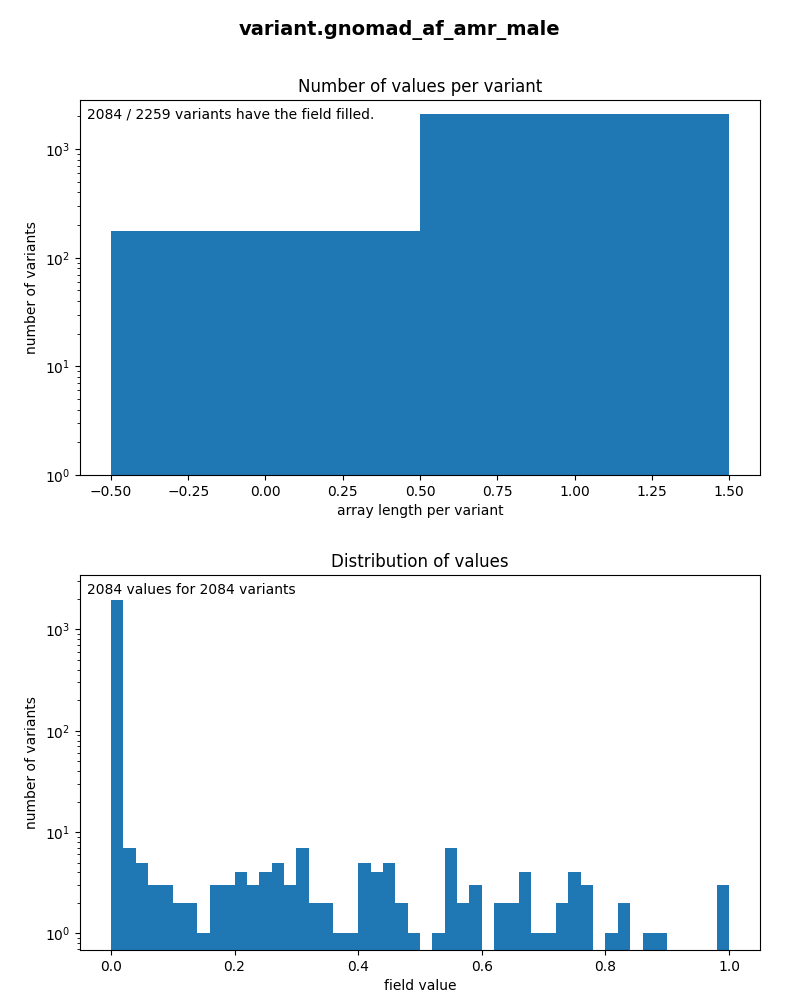 variant.gnomad_af_amr_male
Number of values per variant
2084 / 2259 variants have the field filled.
number of variants
10³
10²
10¹
10⁰
−0.50 −0.25 0.00 0.25 0.50 0.75 1.00 1.25 1.50
array length per variant
Distribution of values
2084 values for 2084 variants
number of variants
10³
10²
10¹
10⁰
0.0 0.2 0.4 0.6 0.8 1.0
field value